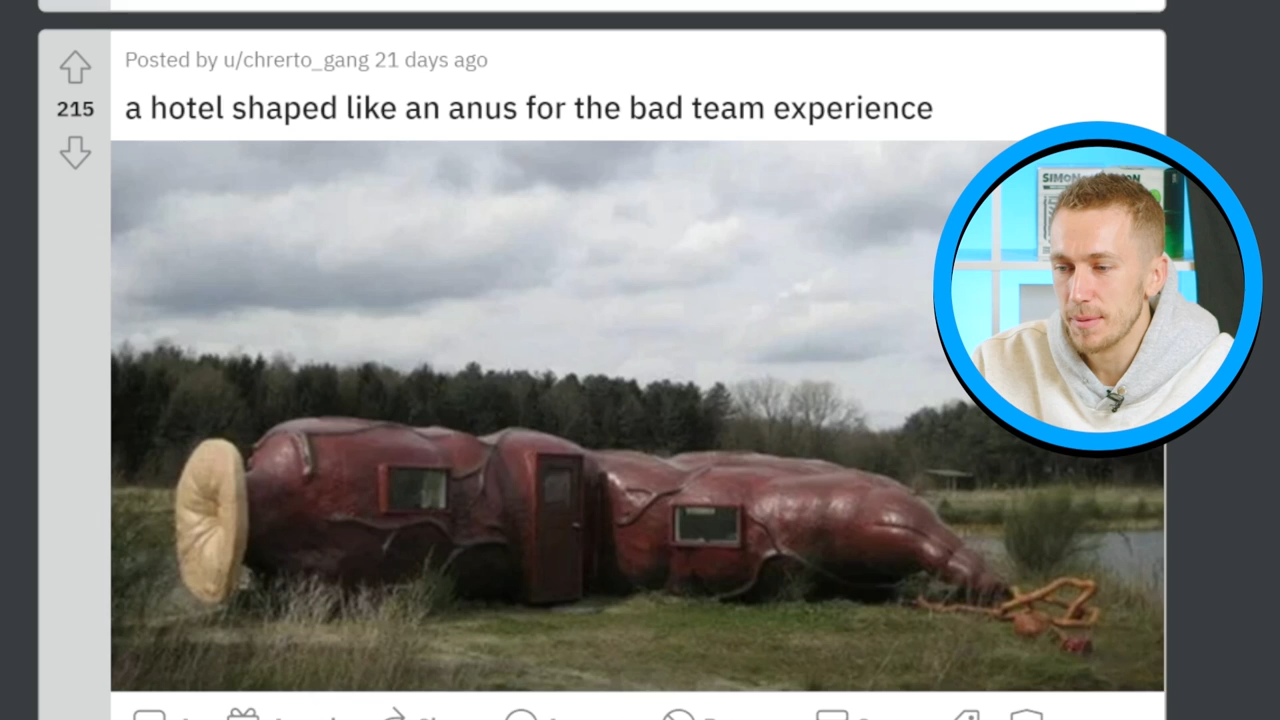 Posted by u/chrerto_gang 21 days ago
215
a hotel shaped like an anus for the bad team experience